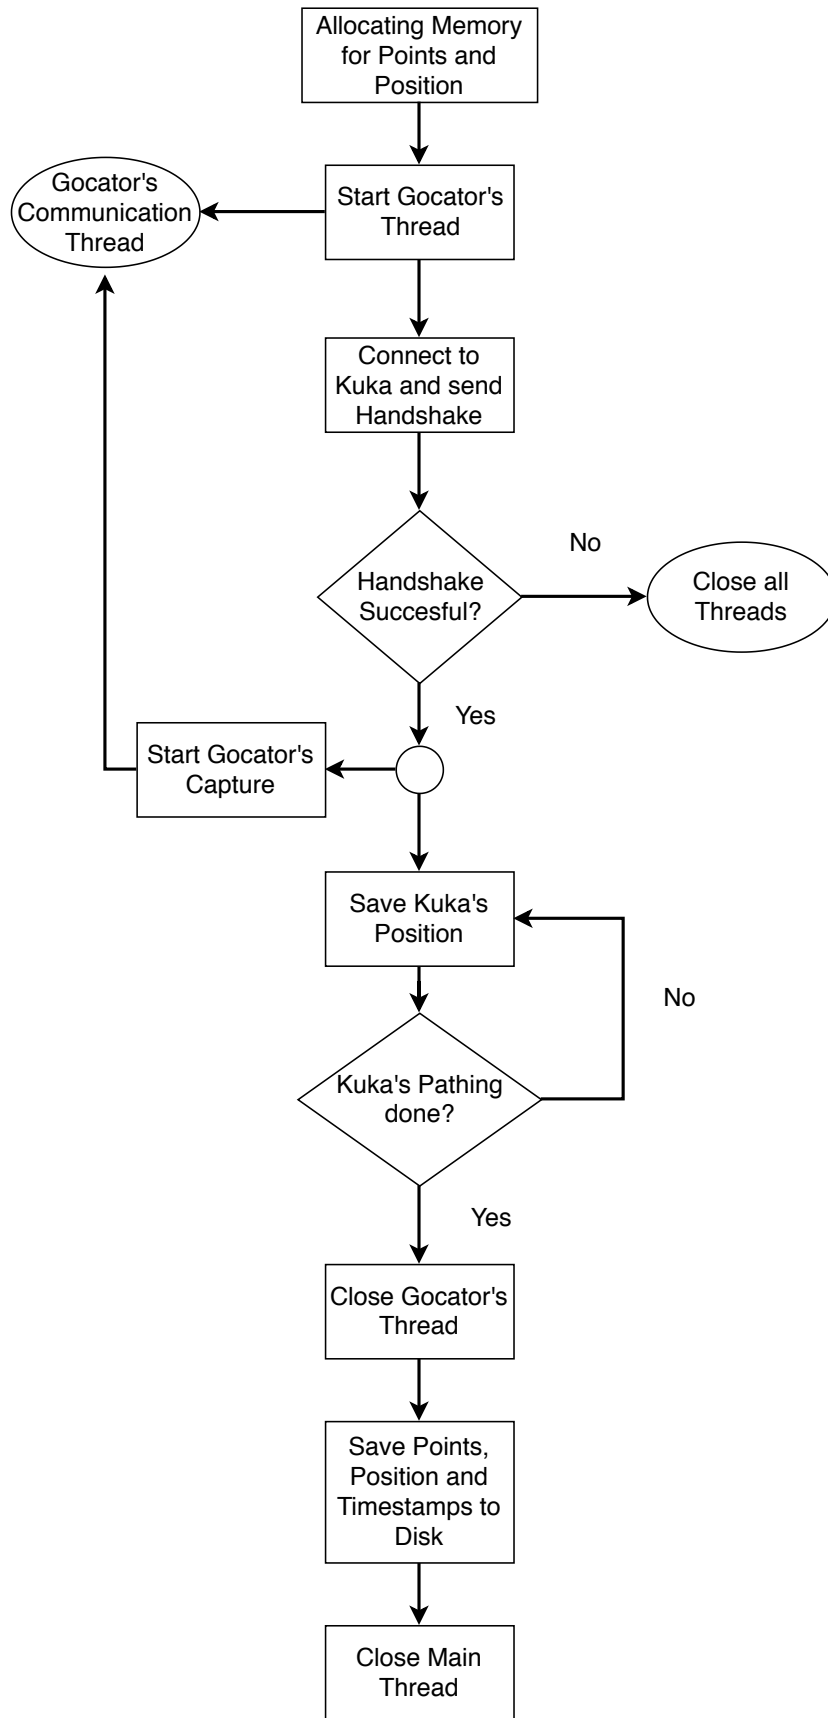 Allocating Memory
for Points and
Position
Gocator's
Communication
Thread
Start Gocator's
Thread
Connect to
Kuka and send
Handshake
No
Handshake
Succesful?
Close all
Threads
Yes
Start Gocator's
Capture
Save Kuka's
Position
No
Kuka's Pathing
done?
Yes
Close Gocator's
Thread
Save Points,
Position and
Timestamps to
Disk
Close Main
Thread